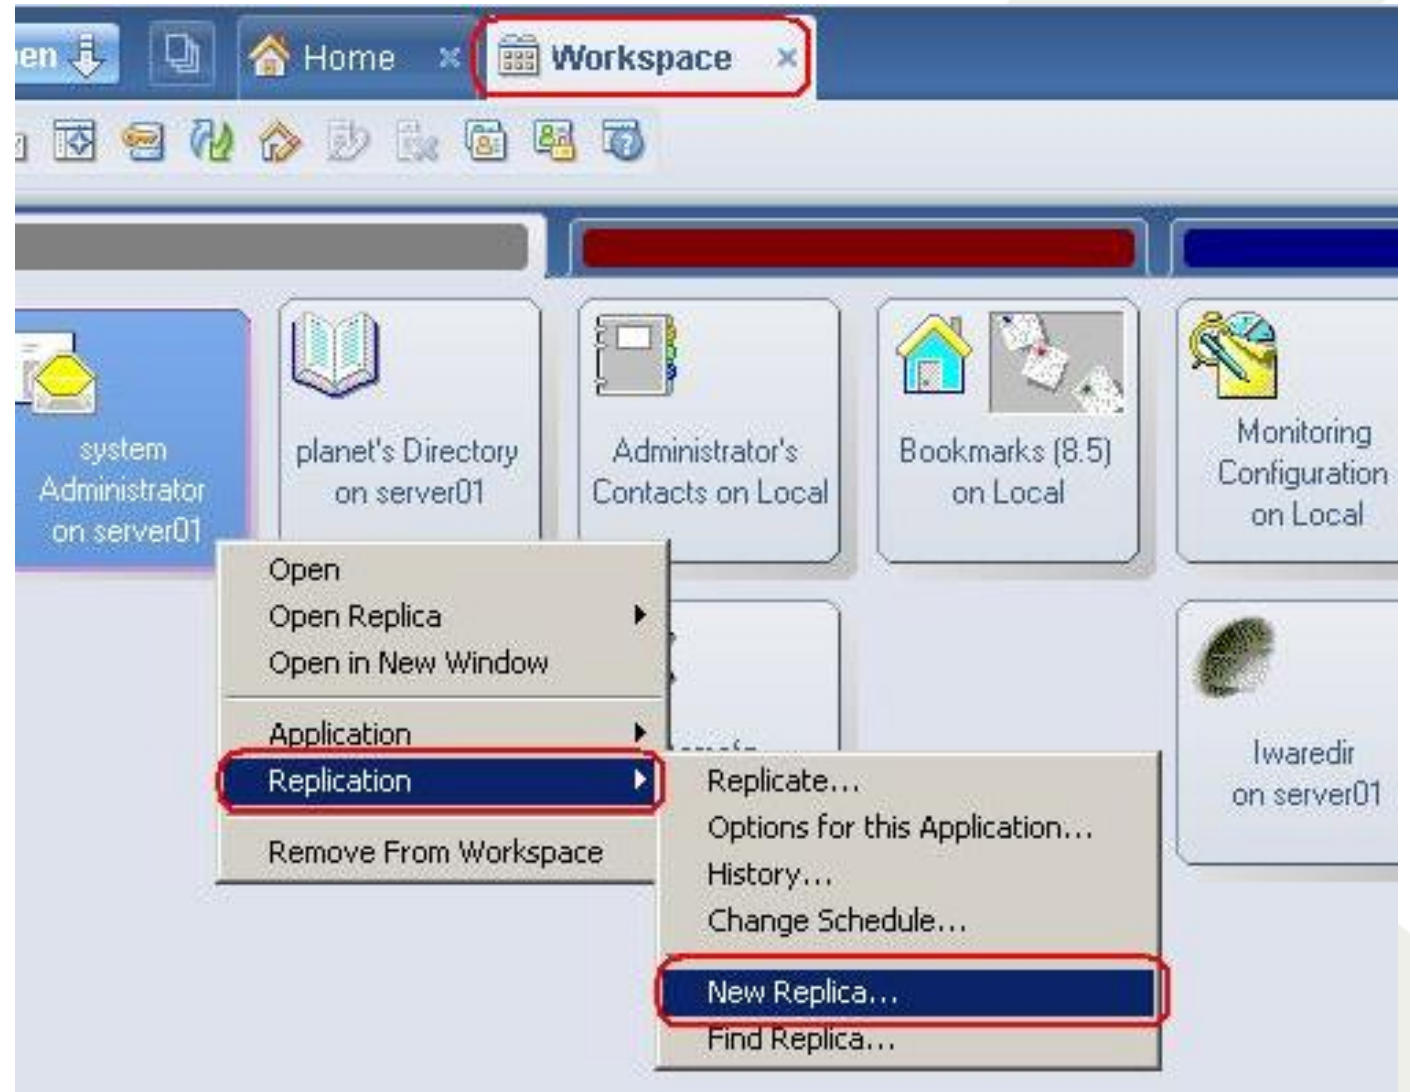 en
Home
Workspace
system
Administrator
on server01
planet's Directory
on server01
Administrator's
Contacts on Local
Bookmarks (8.5)
on Local
Monitoring
Configuration
on Local
Open
Open Replica
Open in New Window
Application
Replication
Remove From Workspace
Replicate...
Options for this Application...
History...
Change Schedule...
New Replica...
Find Replica...
lwaredir
on server01